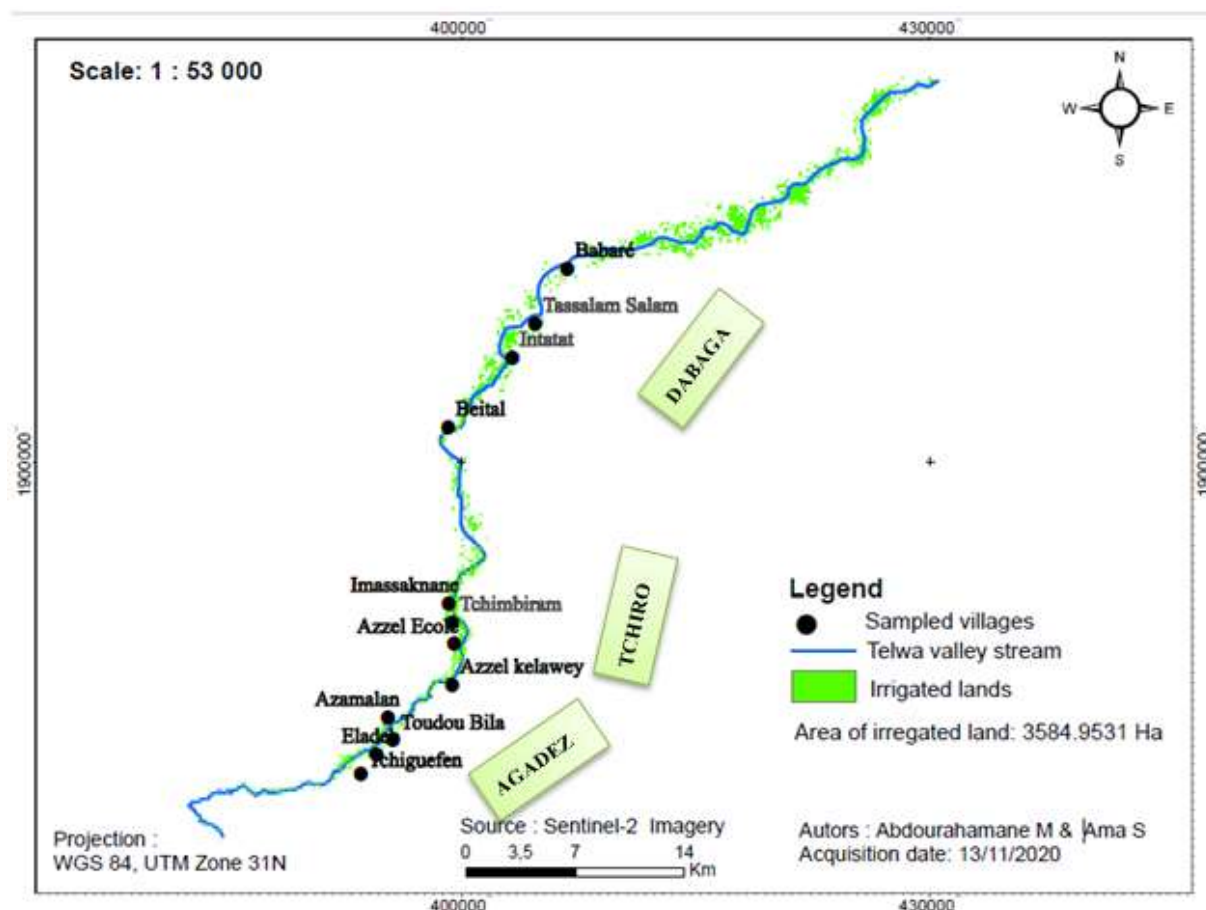 400000
430000
Scale: 1 : 53 000
N
W
E
S
Babaré
Tassalam Salam
Intatat
DABAGA
Beital
1900000
1900000
Imassaknane
Tchimbiram
Azzel Ecole
TCHIRO
Azzel kelawey
Legend
Sampled villages
Telwa valley stream
Irrigated lands
Area of irregated land: 3584.9531 Ha
Azamalan
Toudou Bila
Elade
Tchiguefen
AGADEZ
Projection :
WGS 84, UTM Zone 31N
Source : Sentinel-2 Imagery
0 3,5 7 14
Km
Autors : Abdourahamane M & Ama S
Acquisition date: 13/11/2020
400000
430000